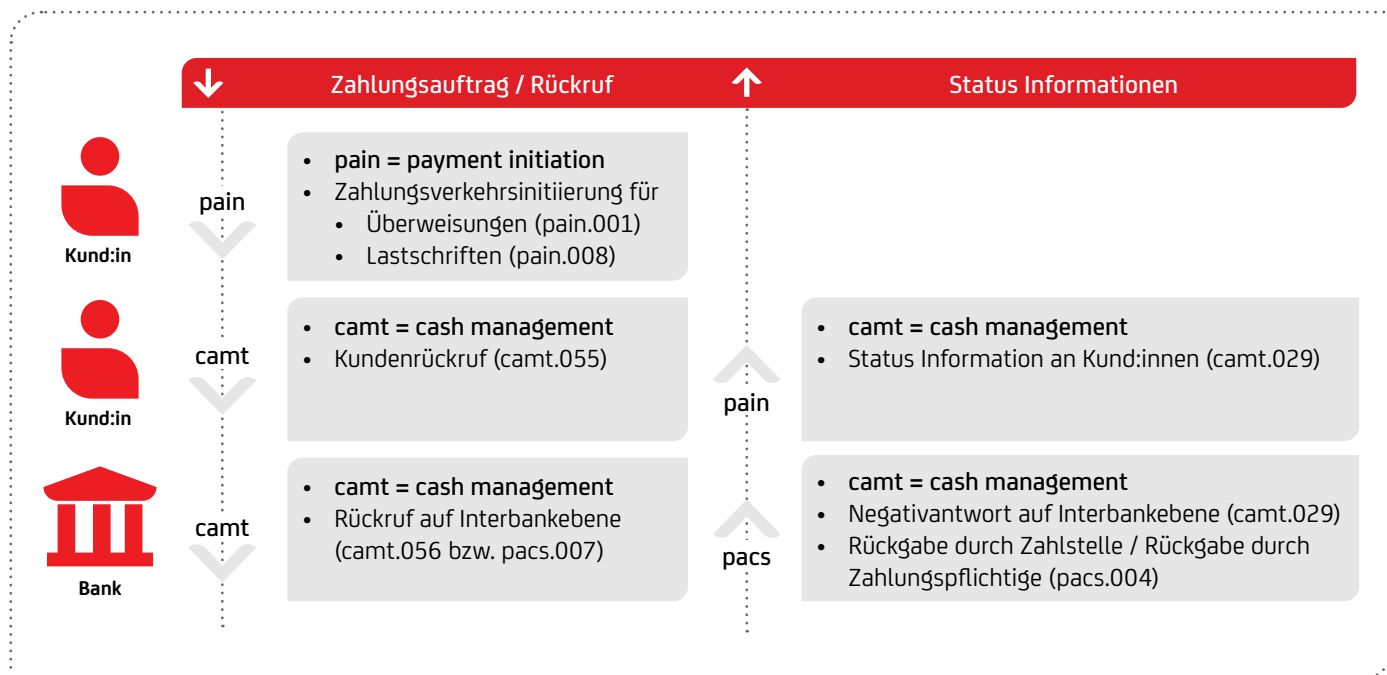 Zahlungsauftrag / Rückruf
Status Informationen
Kund:in
pain
• pain = payment initiation
• Zahlungsverkehrsinitiierung für
• Überweisungen (pain.001)
• Lastschriften (pain.008)
Kund:in
camt
• camt = cash management
• Kundenrückruf (camt.055)
pain
• camt = cash management
• Status Information an Kund:innen (camt.029)
Bank
camt
• camt = cash management
• Rückruf auf Interbankebene
(camt.056 bzw. pacs.007)
pacs
• camt = cash management
• Negativantwort auf Interbankebene (camt.029)
• Rückgabe durch Zahlstelle / Rückgabe durch
Zahlungspflichtige (pacs.004)